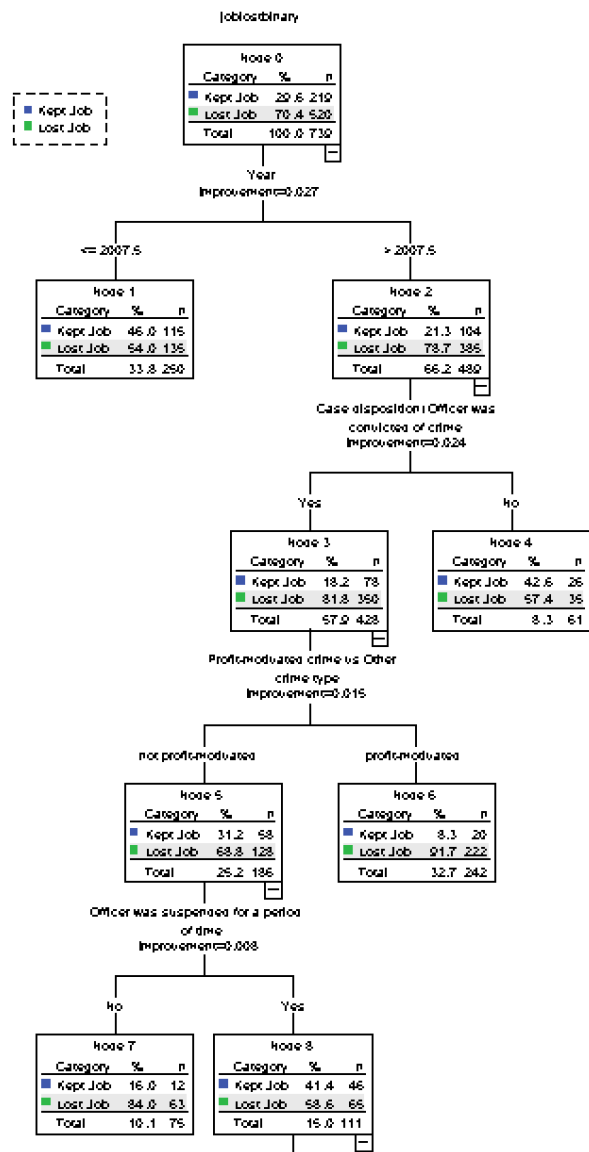 joblostbinary
Kept Job
Lost Job
Node 0
Category % n
Kept Job 29.6 219
Lost Job 70.4 520
Total 100.0 739
Year
Improvement=0.027
<= 2007.5
> 2007.5
Node 1
Category % n
Kept Job 46.0 115
Lost Job 54.0 135
Total 33.8 250
Node 2
Category % n
Kept Job 21.3 104
Lost Job 78.7 385
Total 66.2 489
Case disposition: Officer was
convicted of crime
Improvement=0.024
Yes
No
Node 3
Category % n
Kept Job 18.2 78
Lost Job 81.8 350
Total 57.9 428
Node 4
Category % n
Kept Job 42.6 26
Lost Job 57.4 35
Total 8.3 61
Profit-motivated crime vs Other
crime type
Improvement=0.015
not profit-motivated
profit-motivated
Node 5
Category % n
Kept Job 31.2 58
Lost Job 68.8 128
Total 25.2 186
Node 6
Category % n
Kept Job 8.3 20
Lost Job 91.7 222
Total 32.7 242
Officer was suspended for a period
of time
Improvement=0.008
No
Yes
Node 7
Category % n
Kept Job 16.0 12
Lost Job 84.0 63
Total 10.1 75
Node 8
Category % n
Kept Job 41.4 46
Lost Job 58.6 65
Total 15.0 111